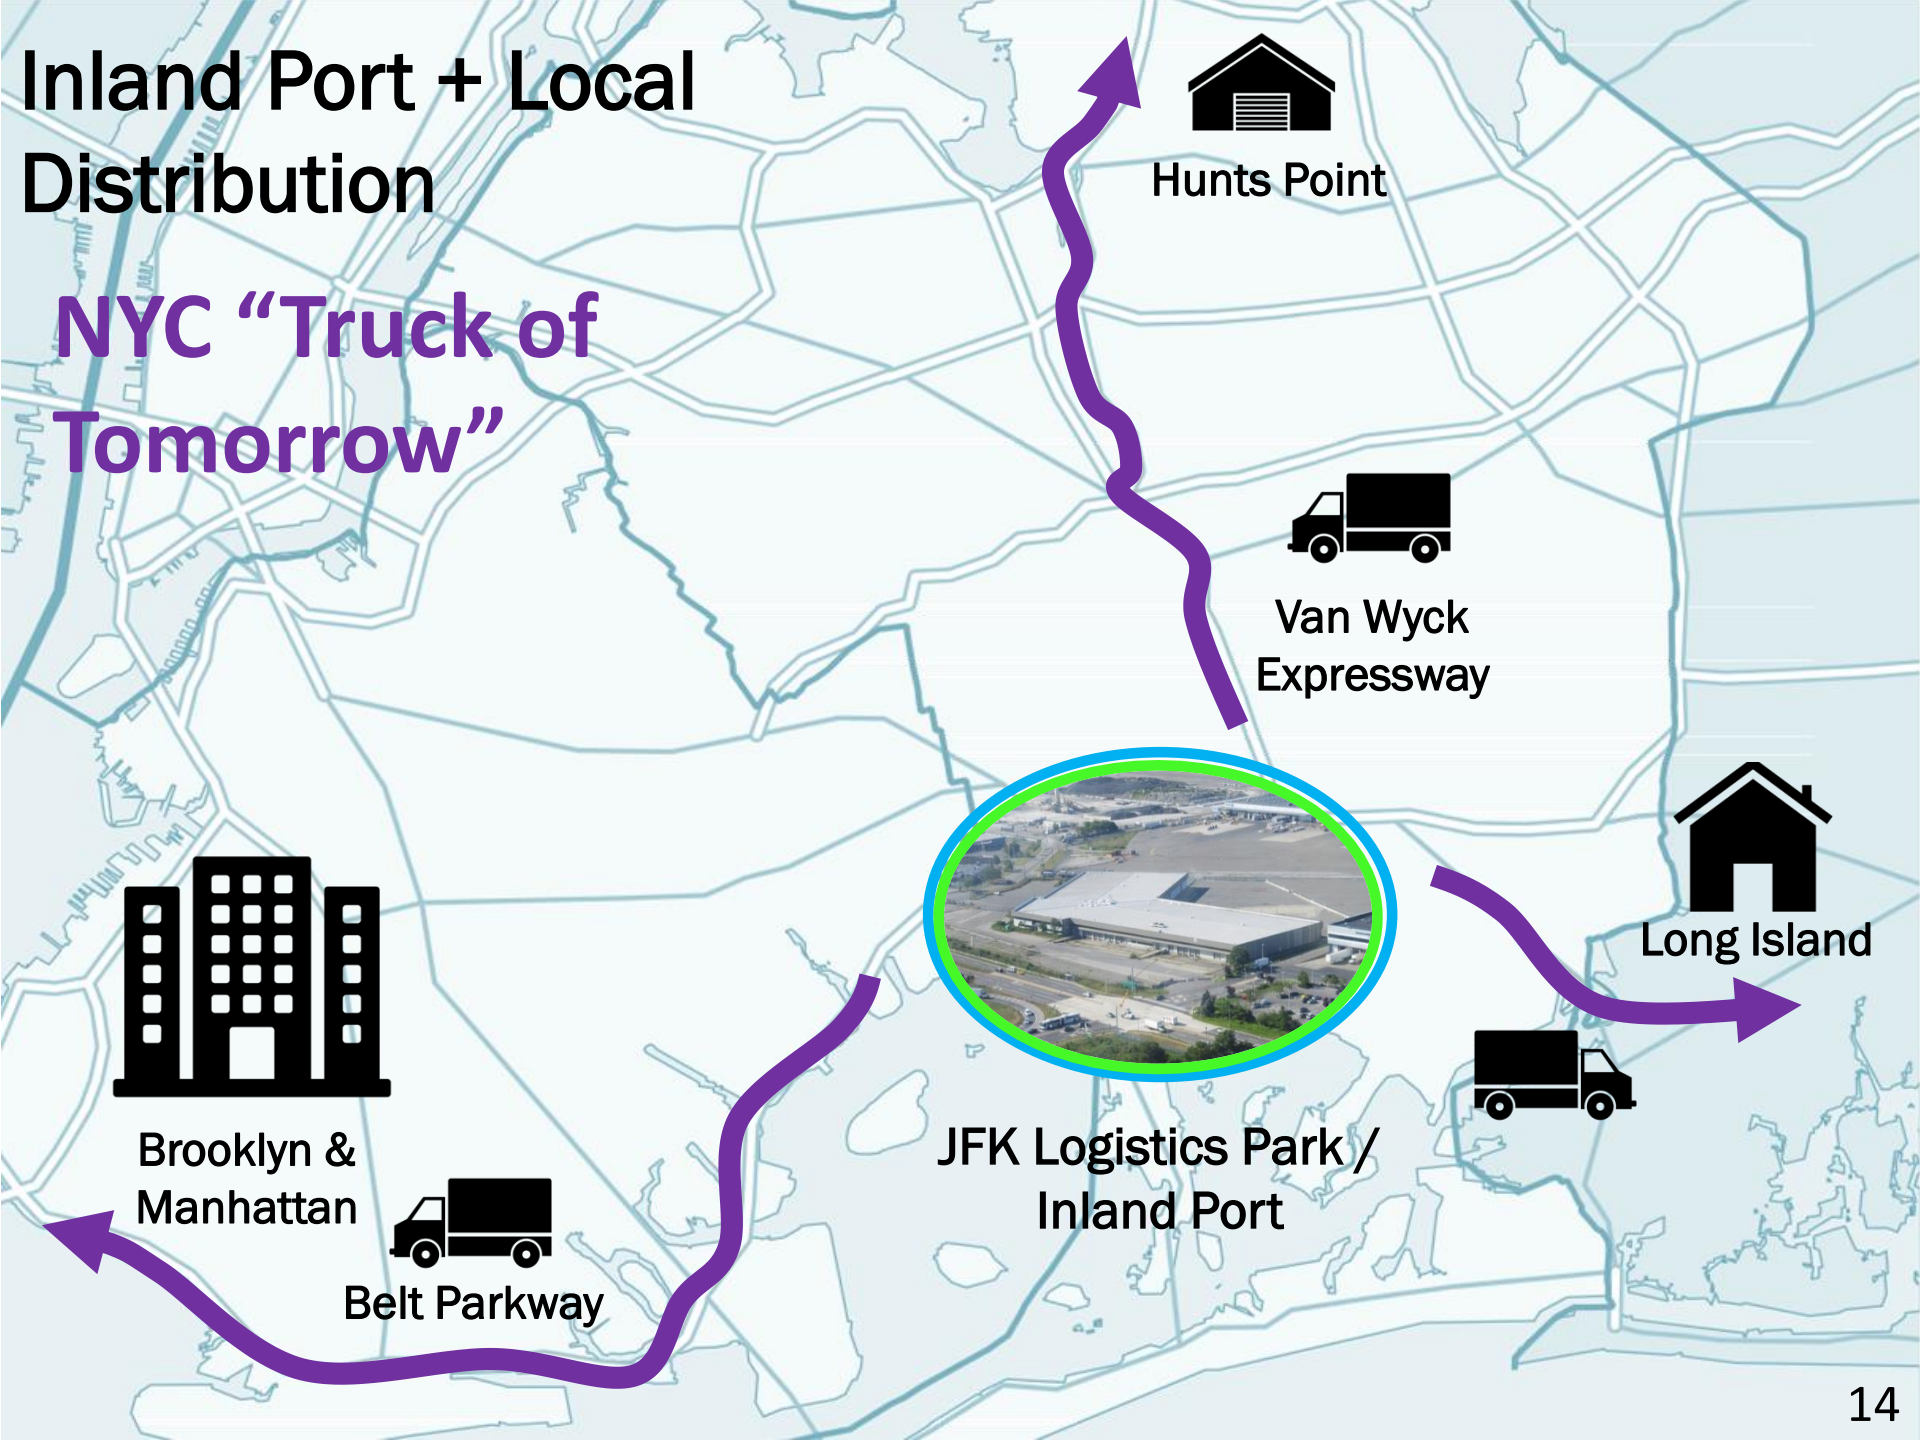 Inland Port + Local
Distribution
NYC “Truck of
Tomorrow”
Hunts Point
Van Wyck
Expressway
Long Island
Brooklyn &
Manhattan
Belt Parkway
JFK Logistics Park /
Inland Port
14